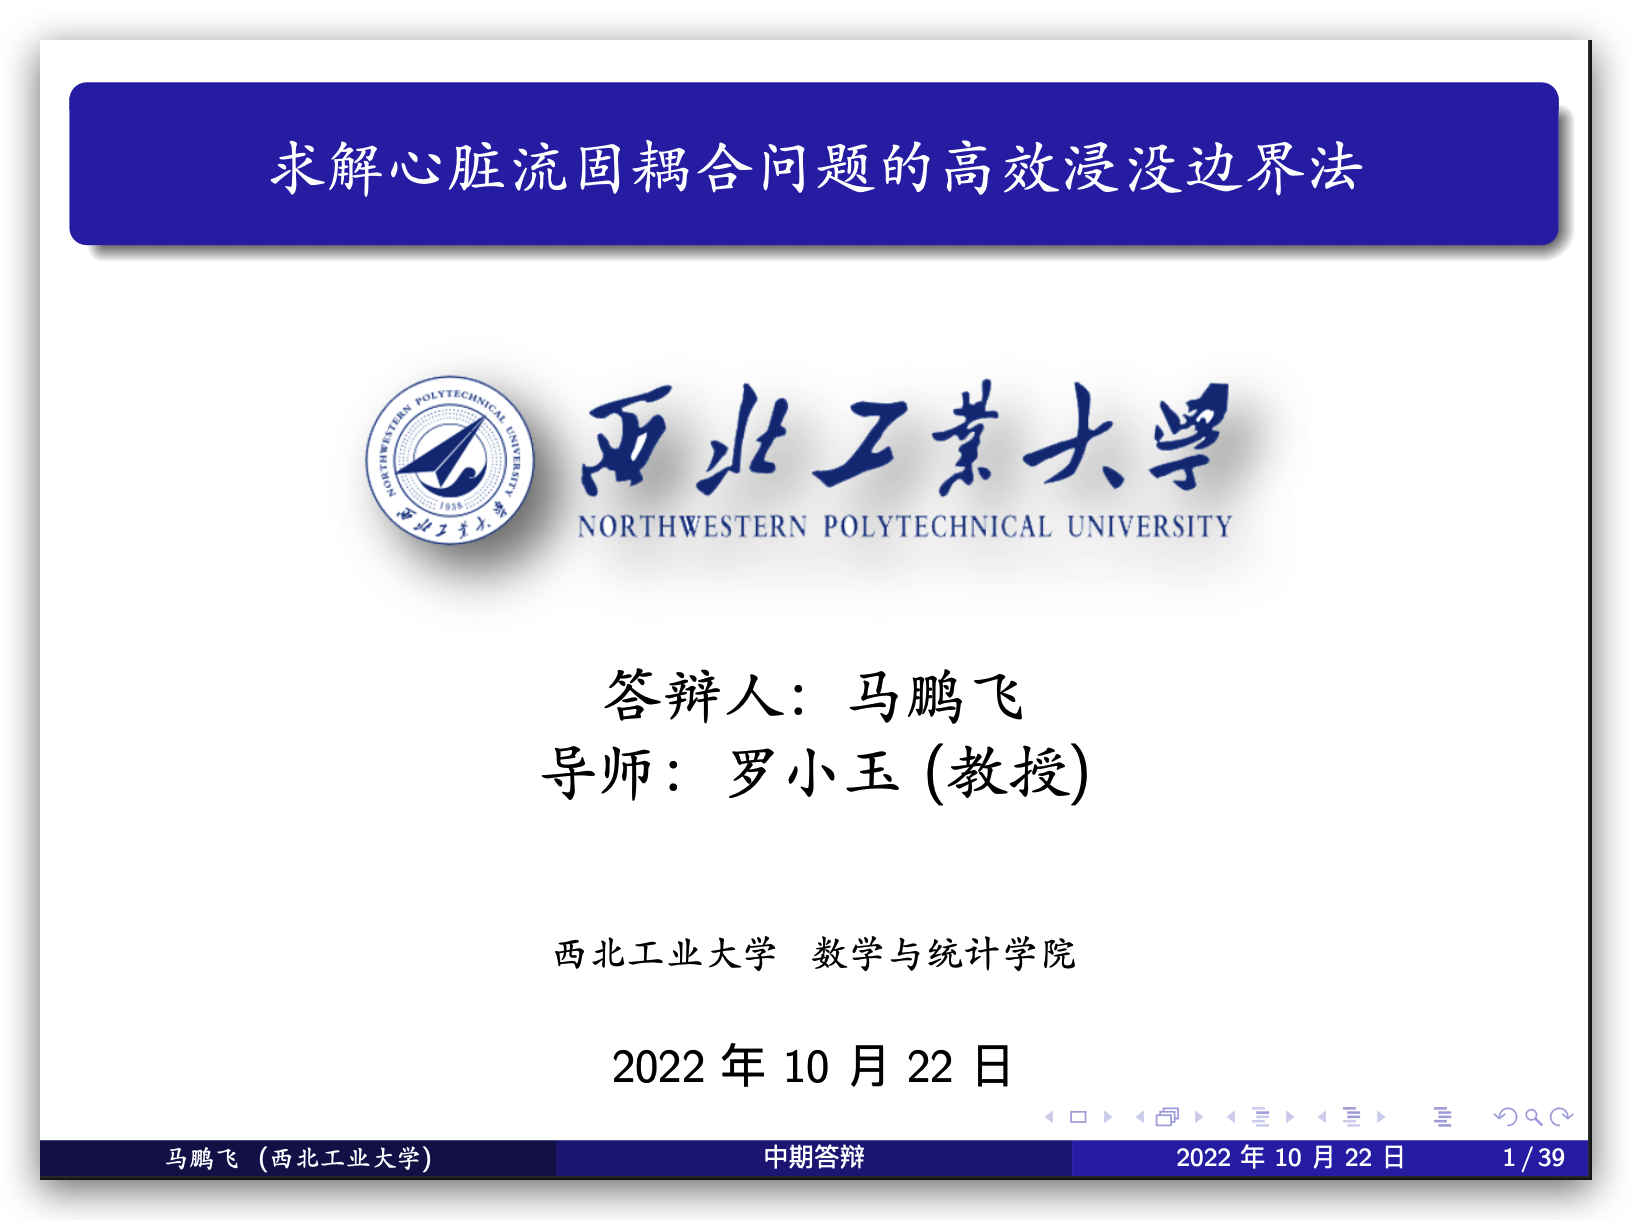 求解心脏流固耦合问题的高效浸没边界法
NORTHWESTERN POLYTECHNICAL UNIVERSITY
1938
西北工业大学
西北工业大学
NORTHWESTERN POLYTECHNICAL UNIVERSITY
答辩人：马鹏飞
导师：罗小玉 (教授)
西北工业大学 数学与统计学院
2022 年 10 月 22 日
马鹏飞 (西北工业大学) 中期答辩 2022 年 10 月 22 日 1 / 39